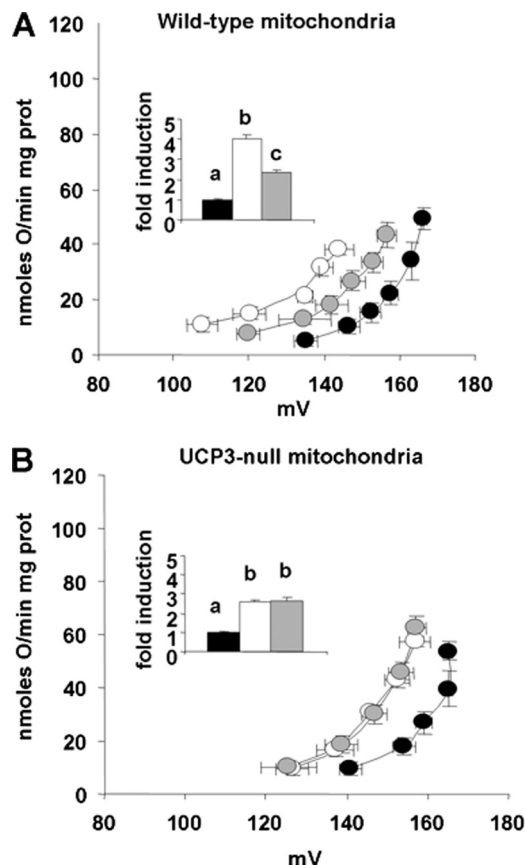 A
Wild-type mitochondria
120
100
80
60
40
20
0
nmoles O/min mg prot
5
4
3
2
1
0
fold induction
a
b
c
80 100 120 140 160 180
mV
B
UCP3-null mitochondria
120
100
80
60
40
20
0
nmoles O/min mg prot
5
4
3
2
1
0
fold induction
a
b
b
80 100 120 140 160 180
mV